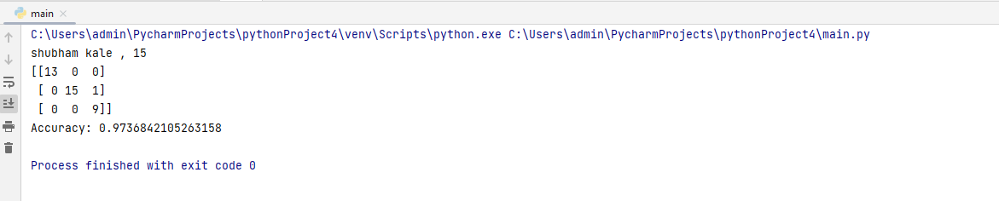 main
C:\Users\admin\PycharmProjects\pythonProject4\venv\Scripts\python.exe C:\Users\admin\PycharmProjects\pythonProject4\main.py
shubham kale , 15
[[13  0  0]
 [ 0 15  1]
 [ 0  0  9]]
Accuracy: 0.9736842105263158
Process finished with exit code 0